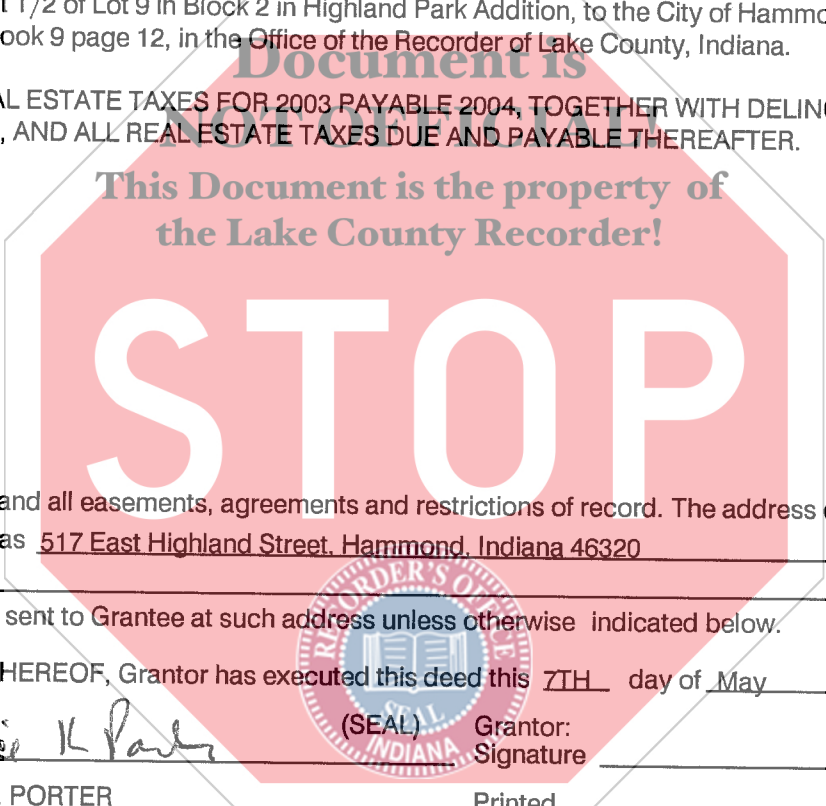 t 1/2 of Lot 9 in Block 2 in Highland Park Addition, to the City of Hammo
ook 9 page 12, in the Office of the Recorder of Lake County, Indiana.
Document is
AL ESTATE TAXES FOR 2003 PAYABLE 2004, TOGETHER WITH DELIN
NOT OFFICIAL!
, AND ALL REAL ESTATE TAXES DUE AND PAYABLE THEREAFTER.
This Document is the property of
the Lake County Recorder!
STOP
and all easements, agreements and restrictions of record. The address
as 517 East Highland Street, Hammond, Indiana 46320
sent to Grantee at such address unless otherwise indicated below.
HEREOF, Grantor has executed this deed this 7TH day of May
RECORDER'S OFFICE
SEAL
INDIANA
(SEAL) Grantor:
K Porter Signature
PORTER Printed